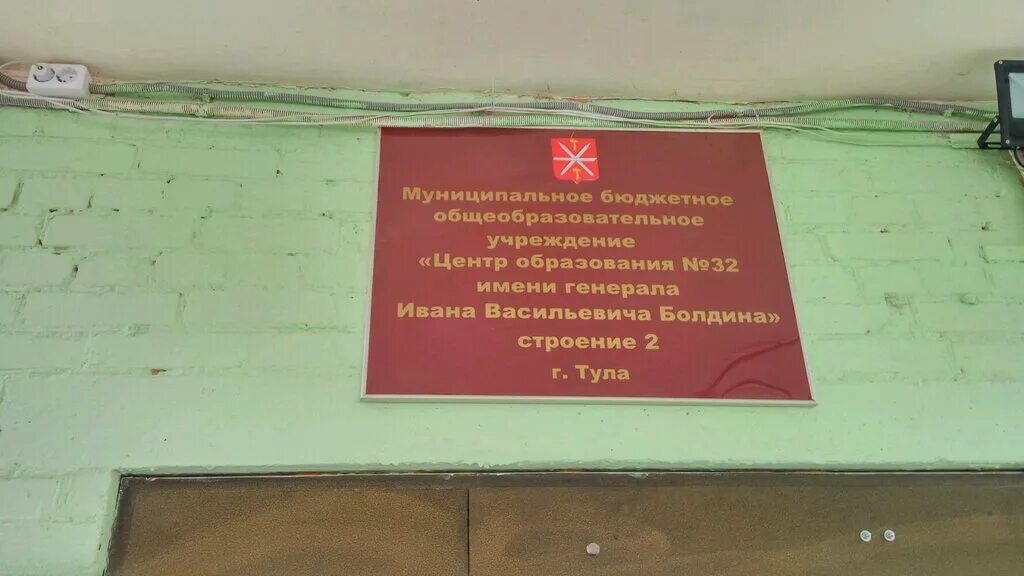 Муниципальное бюджетное
общеобразовательное
учреждение
«Центр образования №32
имени генерала
Ивана Васильевича Болдина»
строение 2
г. Тула